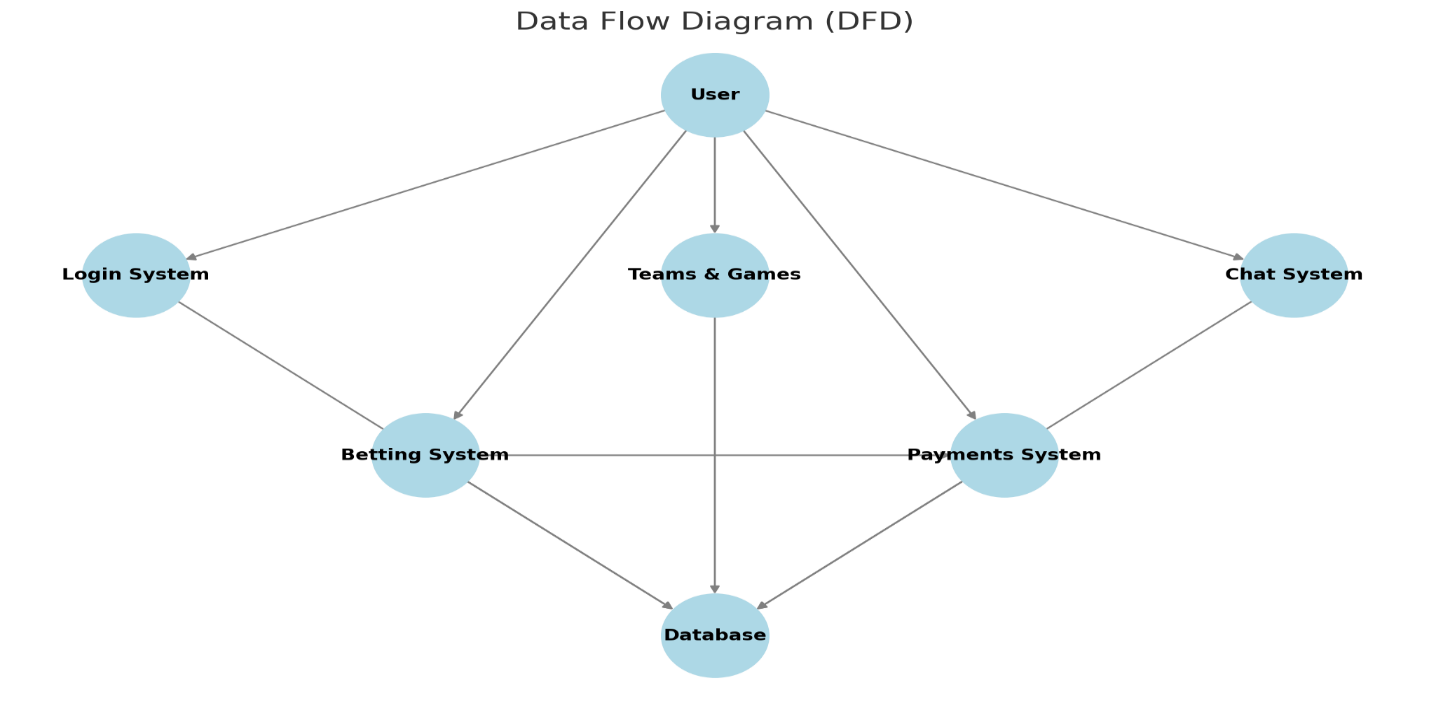 Data Flow Diagram (DFD)
User
Login System
Teams & Games
Chat System
Betting System
Payments System
Database